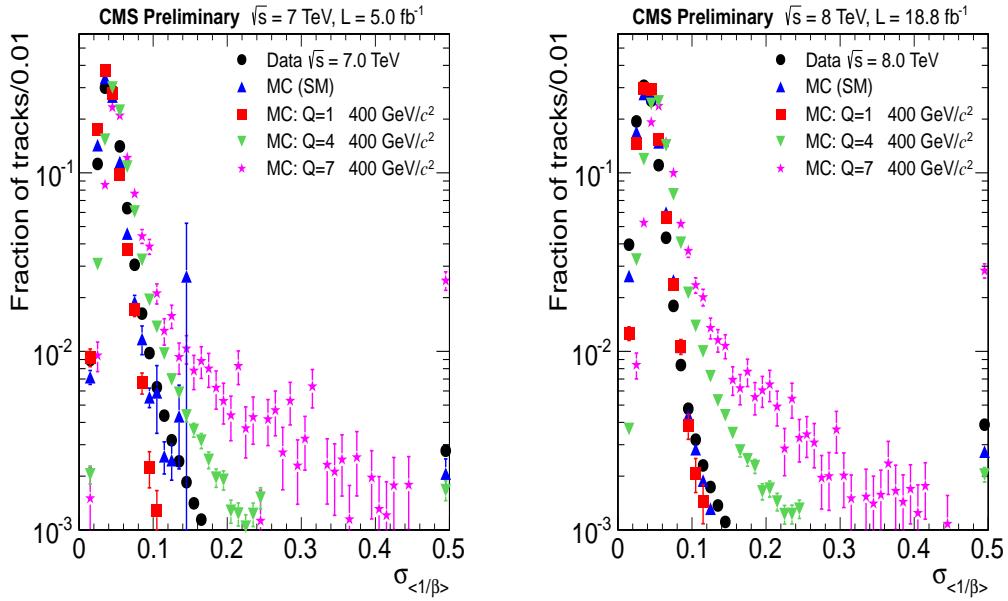 CMS Preliminary √s = 7 TeV, L = 5.0 fb⁻¹
Fraction of tracks/0.01
10⁻¹
10⁻²
10⁻³
Data √s = 7.0 TeV
MC (SM)
MC: Q=1 400 GeV/c²
MC: Q=4 400 GeV/c²
MC: Q=7 400 GeV/c²
0 0.1 0.2 0.3 0.4 0.5
σ<1/β>
CMS Preliminary √s = 8 TeV, L = 18.8 fb⁻¹
Fraction of tracks/0.01
10⁻¹
10⁻²
10⁻³
Data √s = 8.0 TeV
MC (SM)
MC: Q=1 400 GeV/c²
MC: Q=4 400 GeV/c²
MC: Q=7 400 GeV/c²
0 0.1 0.2 0.3 0.4 0.5
σ<1/β>